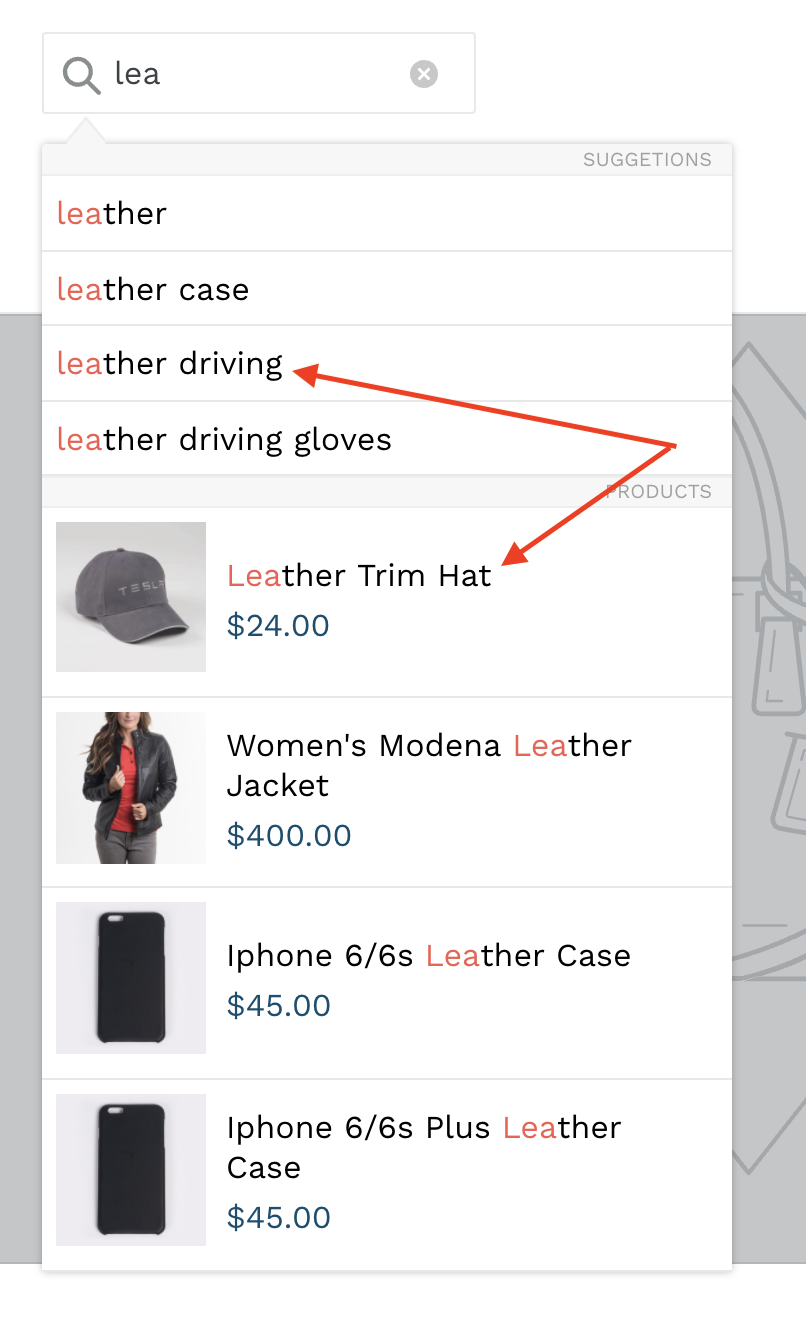 lea
SUGGETIONS
leather
leather case
leather driving
leather driving gloves
PRODUCTS
TESLA
Leather Trim Hat
$24.00
Women's Modena Leather
Jacket
$400.00
Iphone 6/6s Leather Case
$45.00
Iphone 6/6s Plus Leather
Case
$45.00